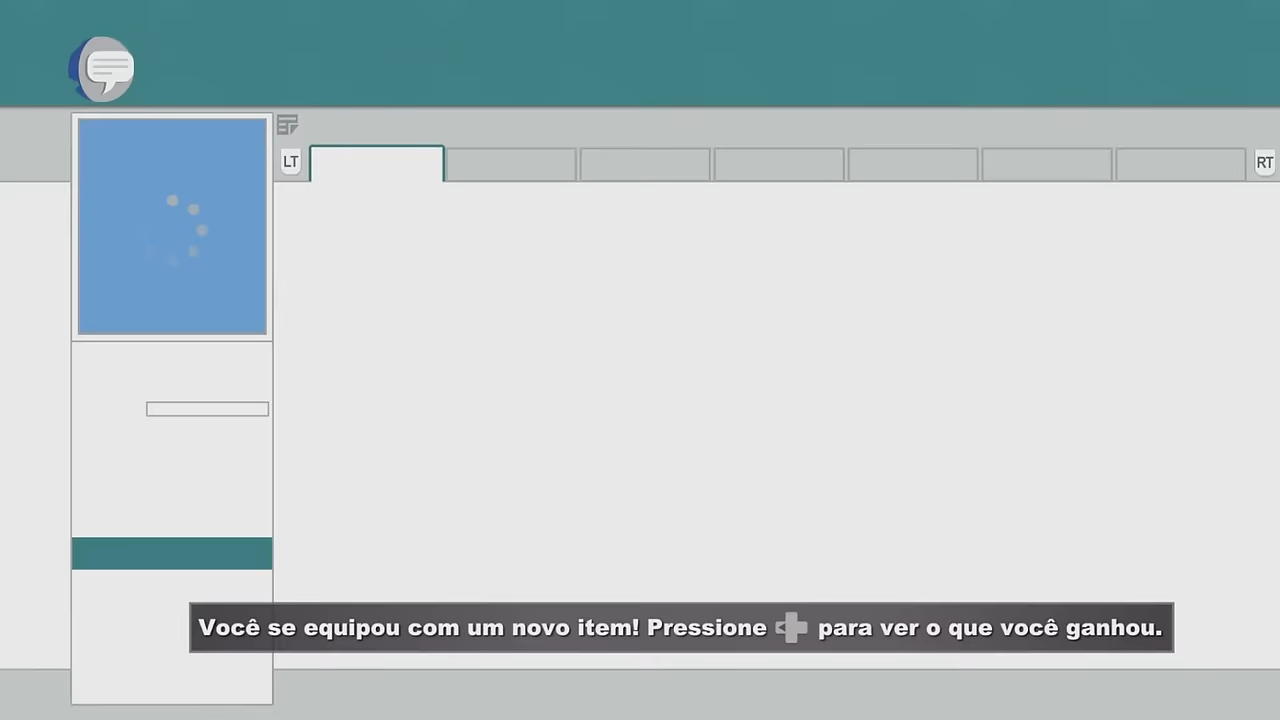 LT
RT
Você se equipou com um novo item! Pressione para ver o que você ganhou.